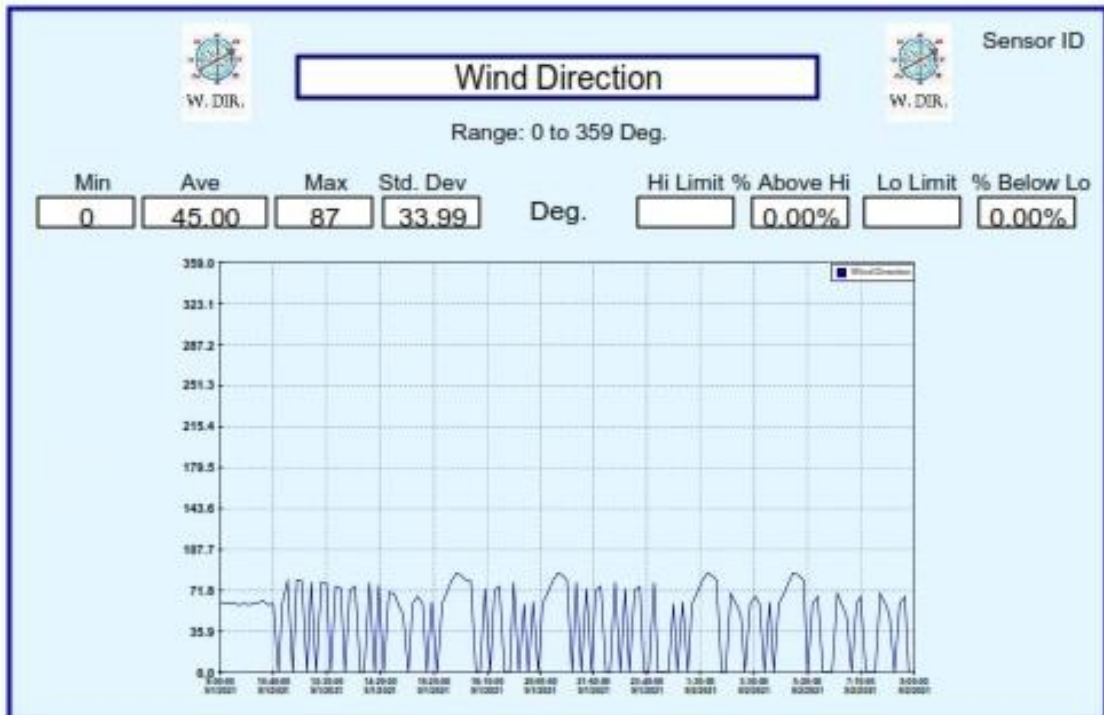 Sensor ID
W. DIR.
Wind Direction
W. DIR.
Range: 0 to 359 Deg.
Min Ave Max Std. Dev Hi Limit % Above Hi Lo Limit % Below Lo
0 45.00 87 33.99 Deg. 0.00% 0.00%
359.0
Wind Direction
323.1
287.2
251.3
215.4
179.5
143.6
107.7
71.8
35.9
0.0